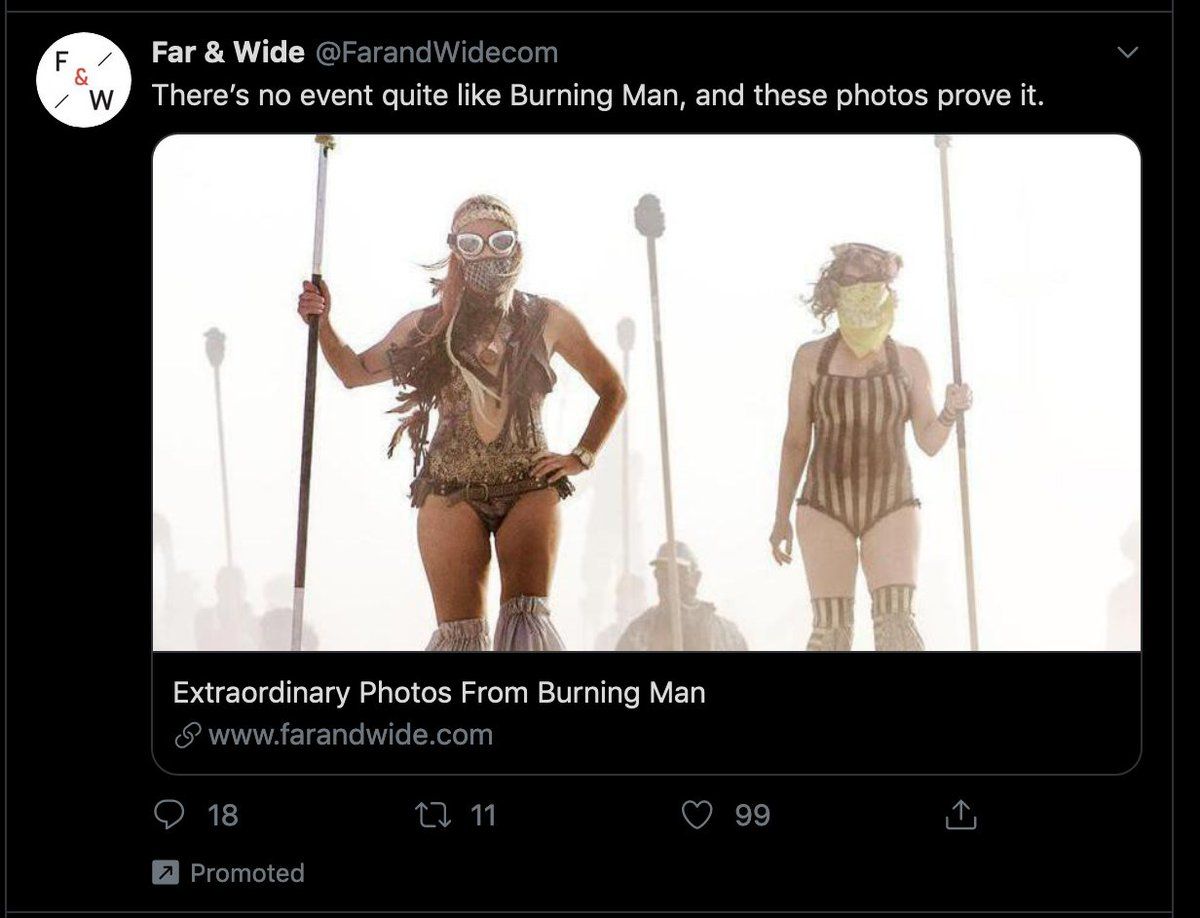 F
&
W
Far & Wide @FarandWidecom
There's no event quite like Burning Man, and these photos prove it.
Extraordinary Photos From Burning Man
www.farandwide.com
18 11 99
Promoted